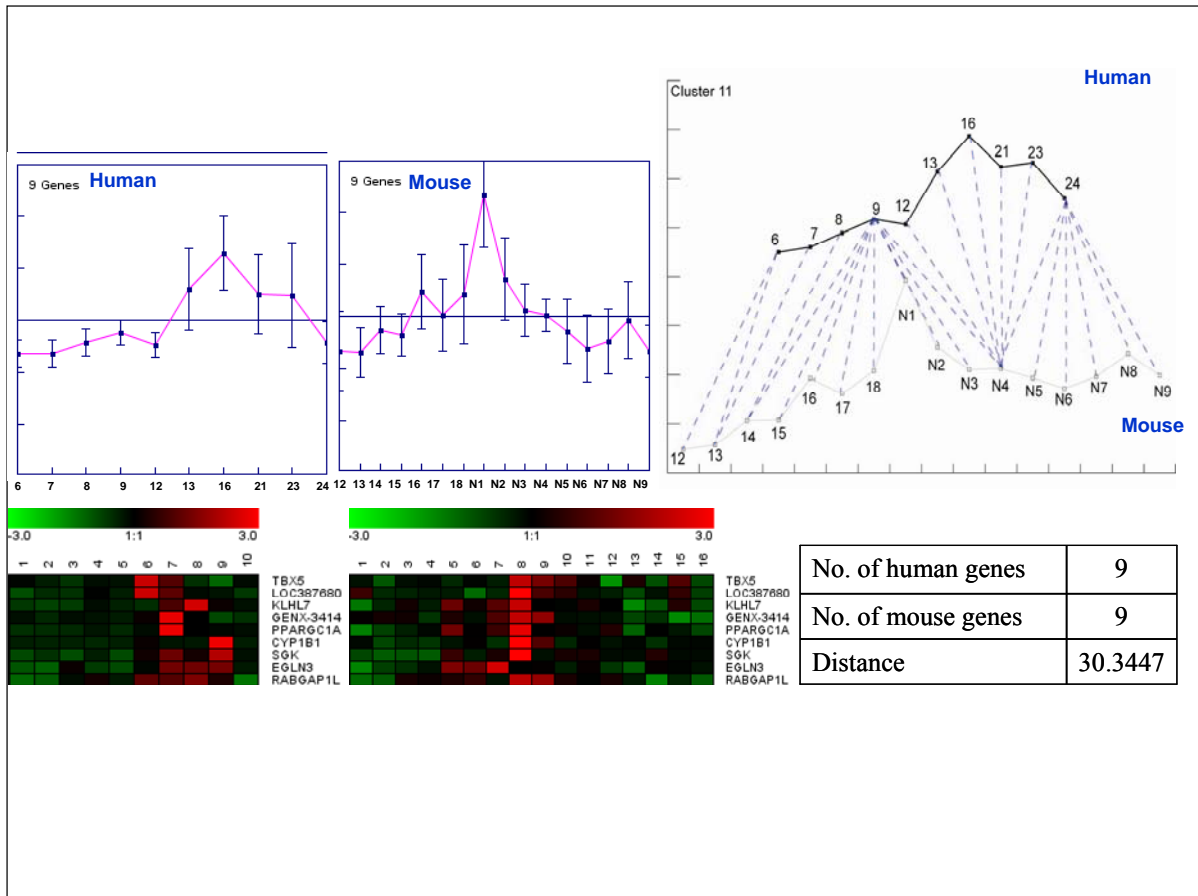 Human
Cluster 11
16
13
21
23
24
12
9
8
7
6
N1
N2
N3
N4
N5
N6
N7
N8
N9
18
17
16
15
14
13
12
Mouse
9 Genes Human
6 7 8 9 12 13 16 21 23 24
9 Genes Mouse
12 13 14 15 16 17 18 N1 N2 N3 N4 N5 N6 N7 N8 N9
-3.0 1:1 3.0
1 2 3 4 5 6 7 8 9 10
TBX5
LOC387680
KLHL7
GENX-3414
PPARGC1A
CYP1B1
SGK
EGLN3
RABGAP1L
-3.0 1:1 3.0
1 2 3 4 5 6 7 8 9 10 11 12 13 14 15 16
TBX5
LOC387680
KLHL7
GENX-3414
PPARGC1A
CYP1B1
SGK
EGLN3
RABGAP1L
No. of human genes 9
No. of mouse genes 9
Distance 30.3447